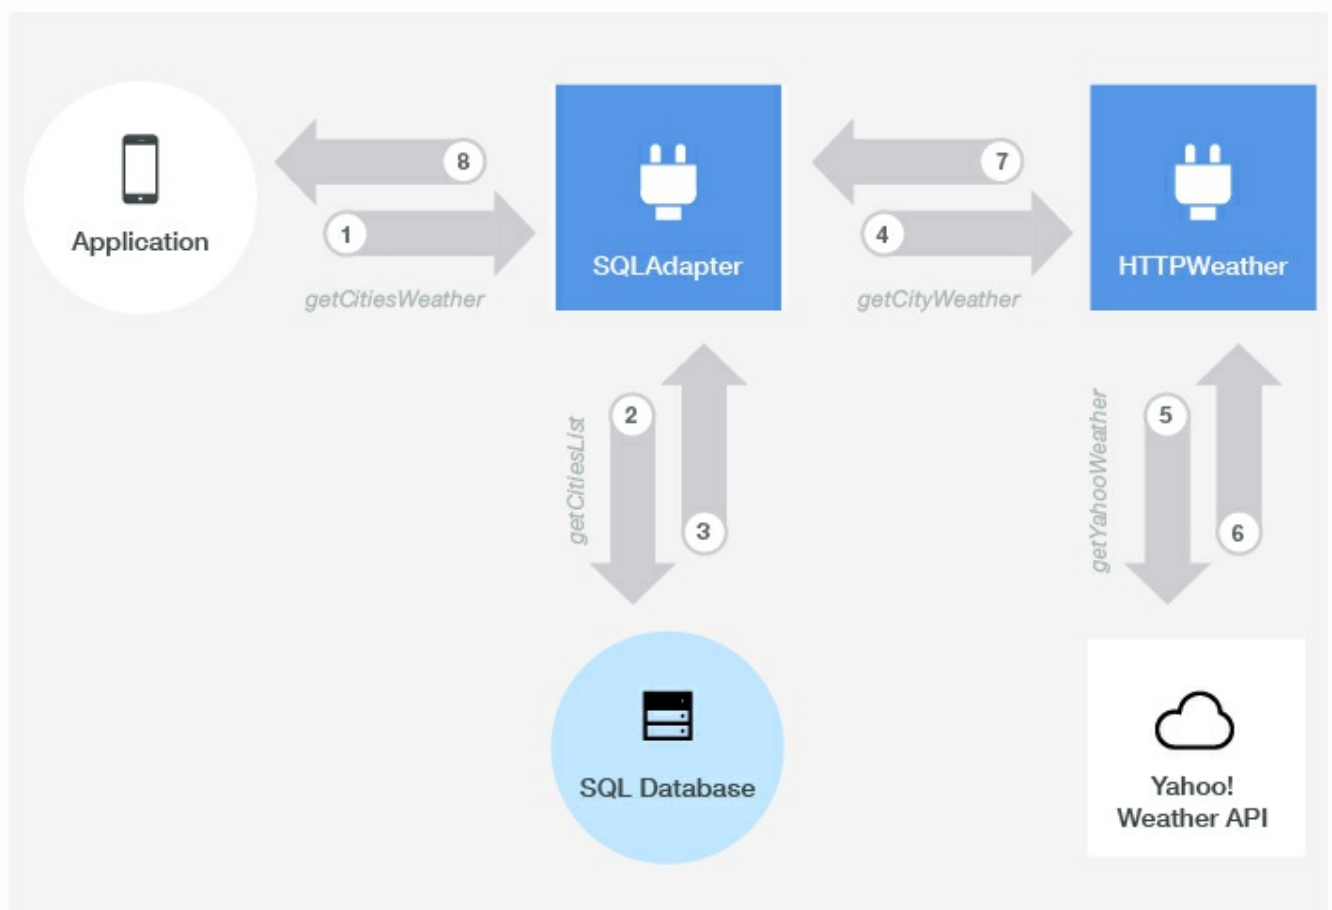 Application
8
1
getCitiesWeather
SQLAdapter
7
4
getCityWeather
HTTPWeather
getCitiesList
2
3
getYahooWeather
5
6
SQL Database
Yahoo!
Weather API